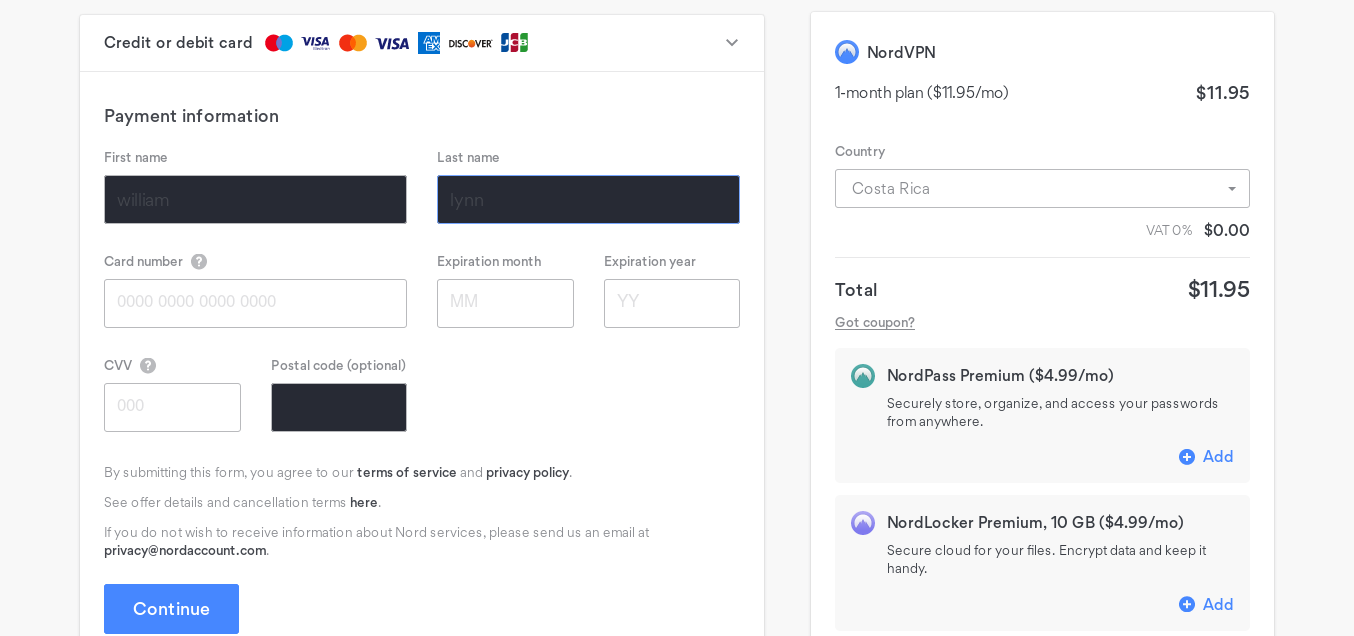 Credit or debit card
VISA
Electron
VISA
AM
EX
DISCOVER
JCB
Payment information
First name
Last name
william
lynn
Card number ?
Expiration month
Expiration year
0000 0000 0000 0000
MM
YY
CVV ?
Postal code (optional)
000
By submitting this form, you agree to our terms of service and privacy policy.
See offer details and cancellation terms here.
If you do not wish to receive information about Nord services, please send us an email at
privacy@nordaccount.com.
Continue
NordVPN
1-month plan ($11.95/mo) $11.95
Country
Costa Rica
VAT 0% $0.00
Total $11.95
Got coupon?
NordPass Premium ($4.99/mo)
Securely store, organize, and access your passwords
from anywhere.
Add
NordLocker Premium, 10 GB ($4.99/mo)
Secure cloud for your files. Encrypt data and keep it
handy.
Add